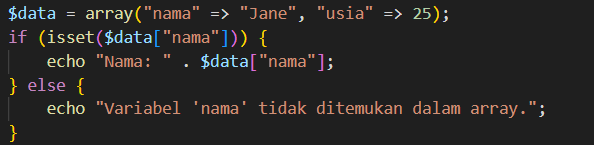 $data = array("nama" => "Jane", "usia" => 25);
if (isset($data["nama"])) {
    echo "Nama: " . $data["nama"];
} else {
    echo "Variabel 'nama' tidak ditemukan dalam array.";
}